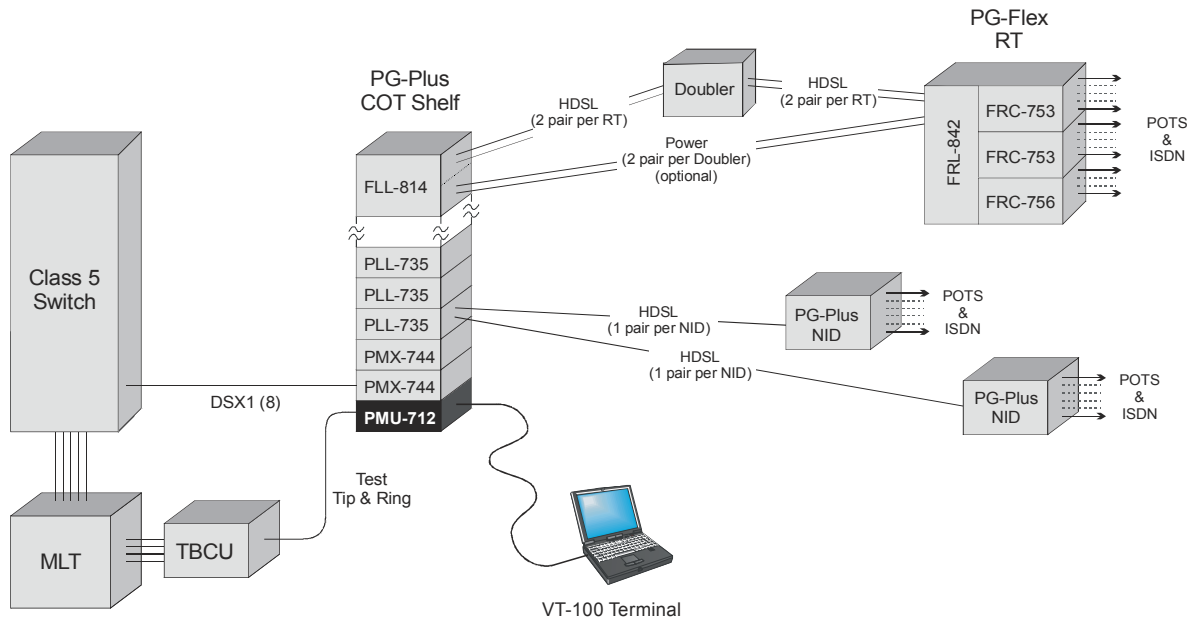 PG-Flex
RT
PG-Plus
COT Shelf
Doubler
HDSL
(2 pair per RT)
HDSL
(2 pair per RT)
Power
(2 pair per Doubler)
(optional)
FLL-814
FRL-842
FRC-753
FRC-753
FRC-756
POTS
&
ISDN
Class 5
Switch
PLL-735
PLL-735
PLL-735
PMX-744
PMX-744
PMU-712
HDSL
(1 pair per NID)
HDSL
(1 pair per NID)
PG-Plus
NID
POTS
&
ISDN
PG-Plus
NID
POTS
&
ISDN
DSX1 (8)
Test
Tip & Ring
MLT
TBCU
VT-100 Terminal